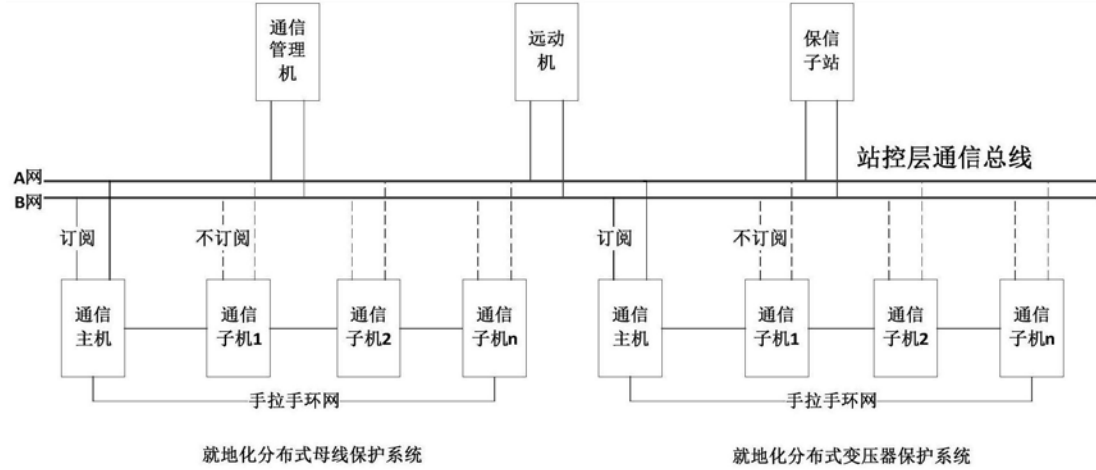 通信
管理
机
远动
机
保信
子站
站控层通信总线
A网
B网
订阅
不订阅
订阅
不订阅
通信
主机
通信
子机1
通信
子机2
通信
子机n
通信
主机
通信
子机1
通信
子机2
通信
子机n
手拉手环网
手拉手环网
就地化分布式母线保护系统
就地化分布式变压器保护系统